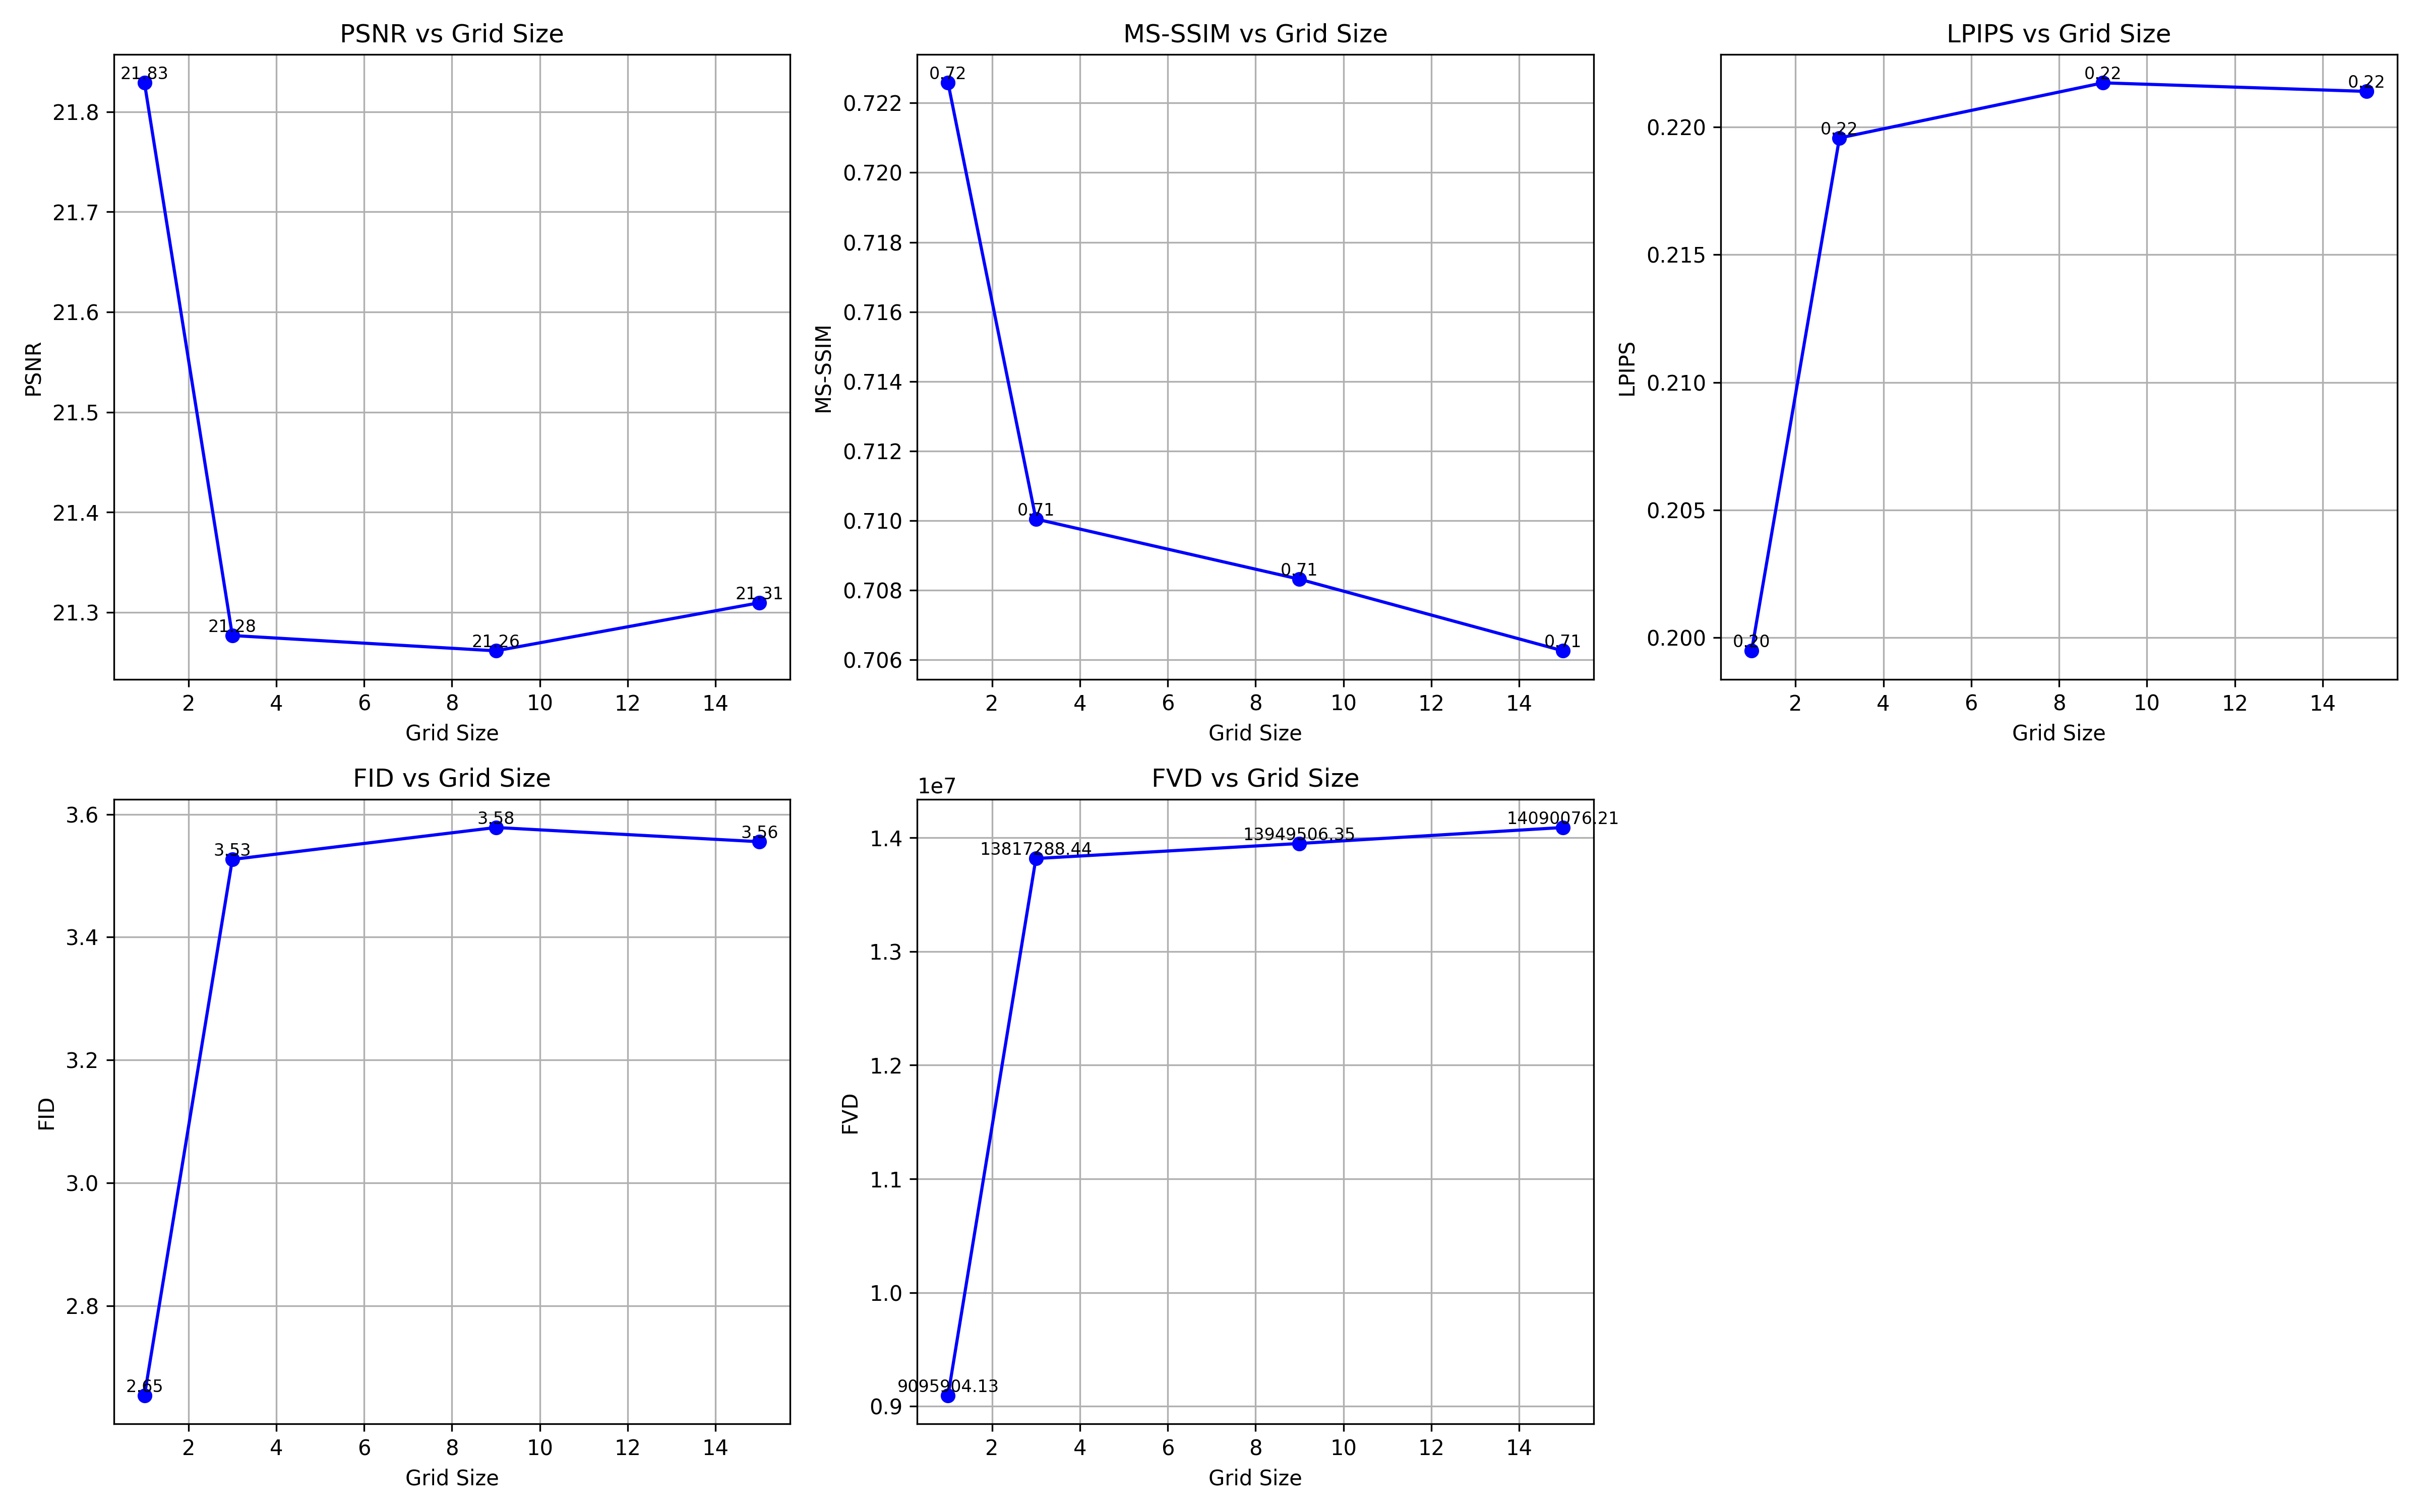 PSNR vs Grid Size
21.83
21.28
21.26
21.31
21.8
21.7
21.6
21.5
21.4
21.3
PSNR
2 4 6 8 10 12 14
Grid Size
MS-SSIM vs Grid Size
0.72
0.71
0.71
0.71
0.722
0.720
0.718
0.716
0.714
0.712
0.710
0.708
0.706
MS-SSIM
2 4 6 8 10 12 14
Grid Size
LPIPS vs Grid Size
0.20
0.22
0.22
0.22
0.220
0.215
0.210
0.205
0.200
LPIPS
2 4 6 8 10 12 14
Grid Size
FID vs Grid Size
2.65
3.53
3.58
3.56
3.6
3.4
3.2
3.0
2.8
FID
2 4 6 8 10 12 14
Grid Size
FVD vs Grid Size
1e7
9095904.13
13817288.44
13949506.35
14090076.21
1.4
1.3
1.2
1.1
1.0
0.9
FVD
2 4 6 8 10 12 14
Grid Size